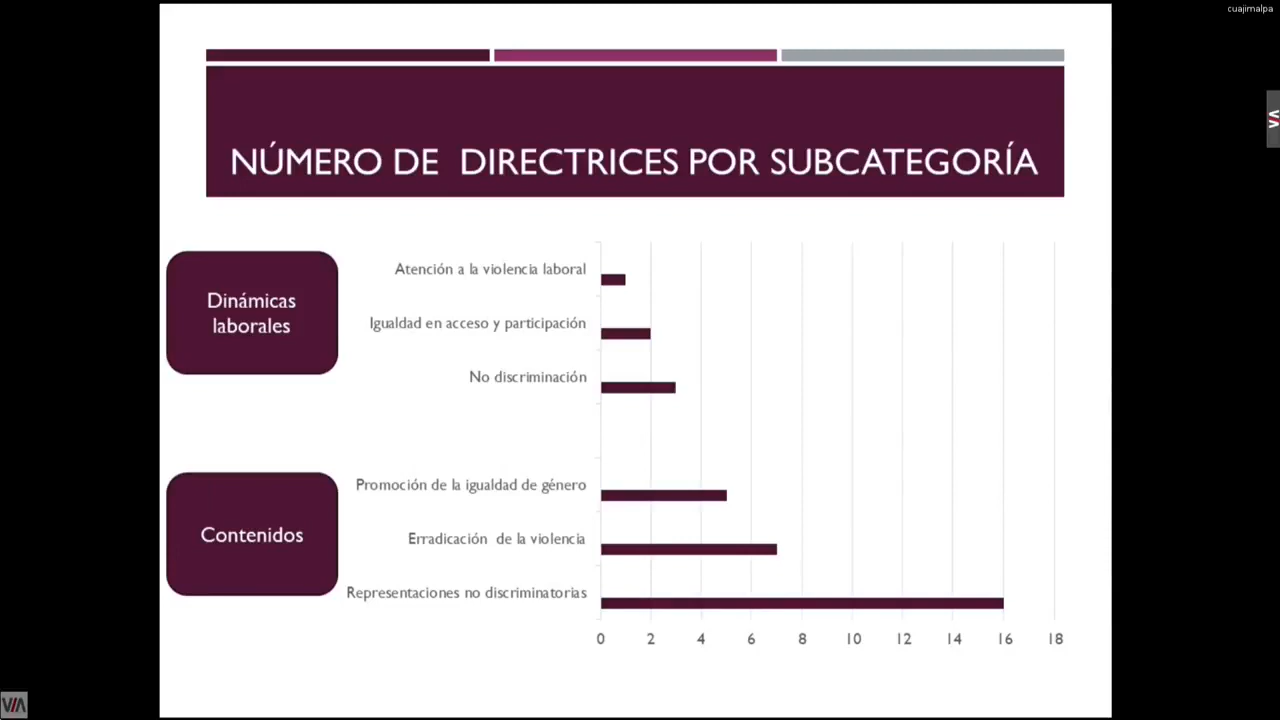 cuajimalpa
NÚMERO DE DIRECTRICES POR SUBCATEGORÍA
Dinámicas
laborales
Atención a la violencia laboral
Igualdad en acceso y participación
No discriminación
Contenidos
Promoción de la igualdad de género
Erradicación de la violencia
Representaciones no discriminatorias
0 2 4 6 8 10 12 14 16 18